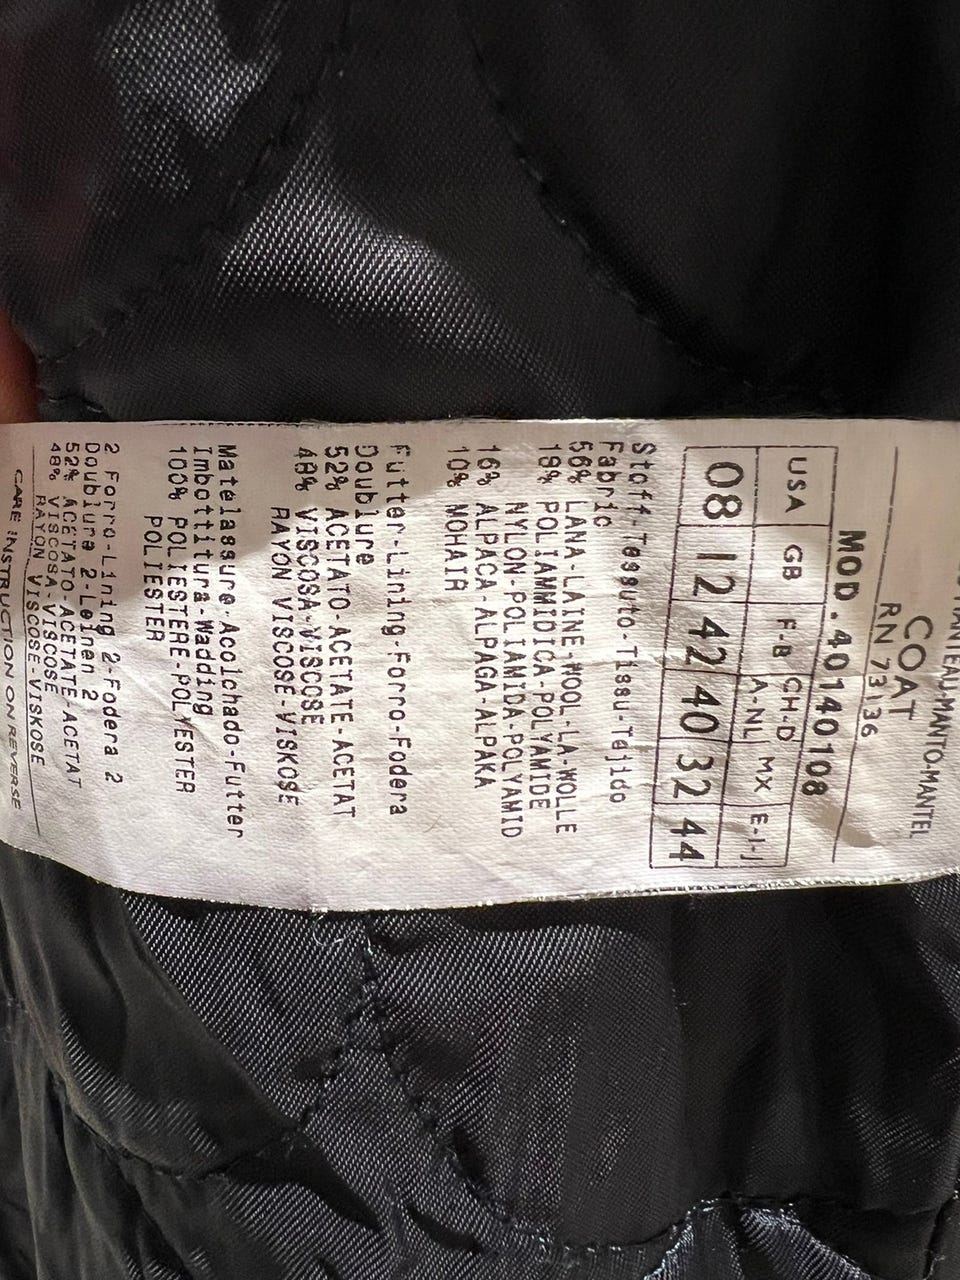 MANTEAU-MANTO-MANTEL
COAT
RN 73136
MOD.40140108
USA GB F-B CH-D MX E-I-J
A-NL
08 12 42 40 32 44
Stoff-Tessuto-Tissu-Tejido
Fabric
56% LANA-LAINE-WOOL-LA-WOLLE
18% POLIAMMIDICA-POLYAMIDE
NYLON-POLIAMIDA-POLYAMID
16% ALPACA-ALPAGA-ALPAKA
10% MOHAIR
Futter-Lining-Forro-Fodera
Doublure
52% ACETATO-ACETATE-ACETAT
48% VISCOSA-VISCOSE
RAYON VISCOSE-VISKOSE
Matelassure-Acolchado-Futter
Imbottitura-Wadding
100% POLIESTERE-POLYESTER
POLIESTER
2 Forro-Lining 2-Fodera 2
Doublure 2-Leinen 2
52% ACETATO-ACETATE-ACETAT
48% VISCOSA-VISCOSE
RAYON VISCOSE-VISKOSE
CARE INSTRUCTION ON REVERSE